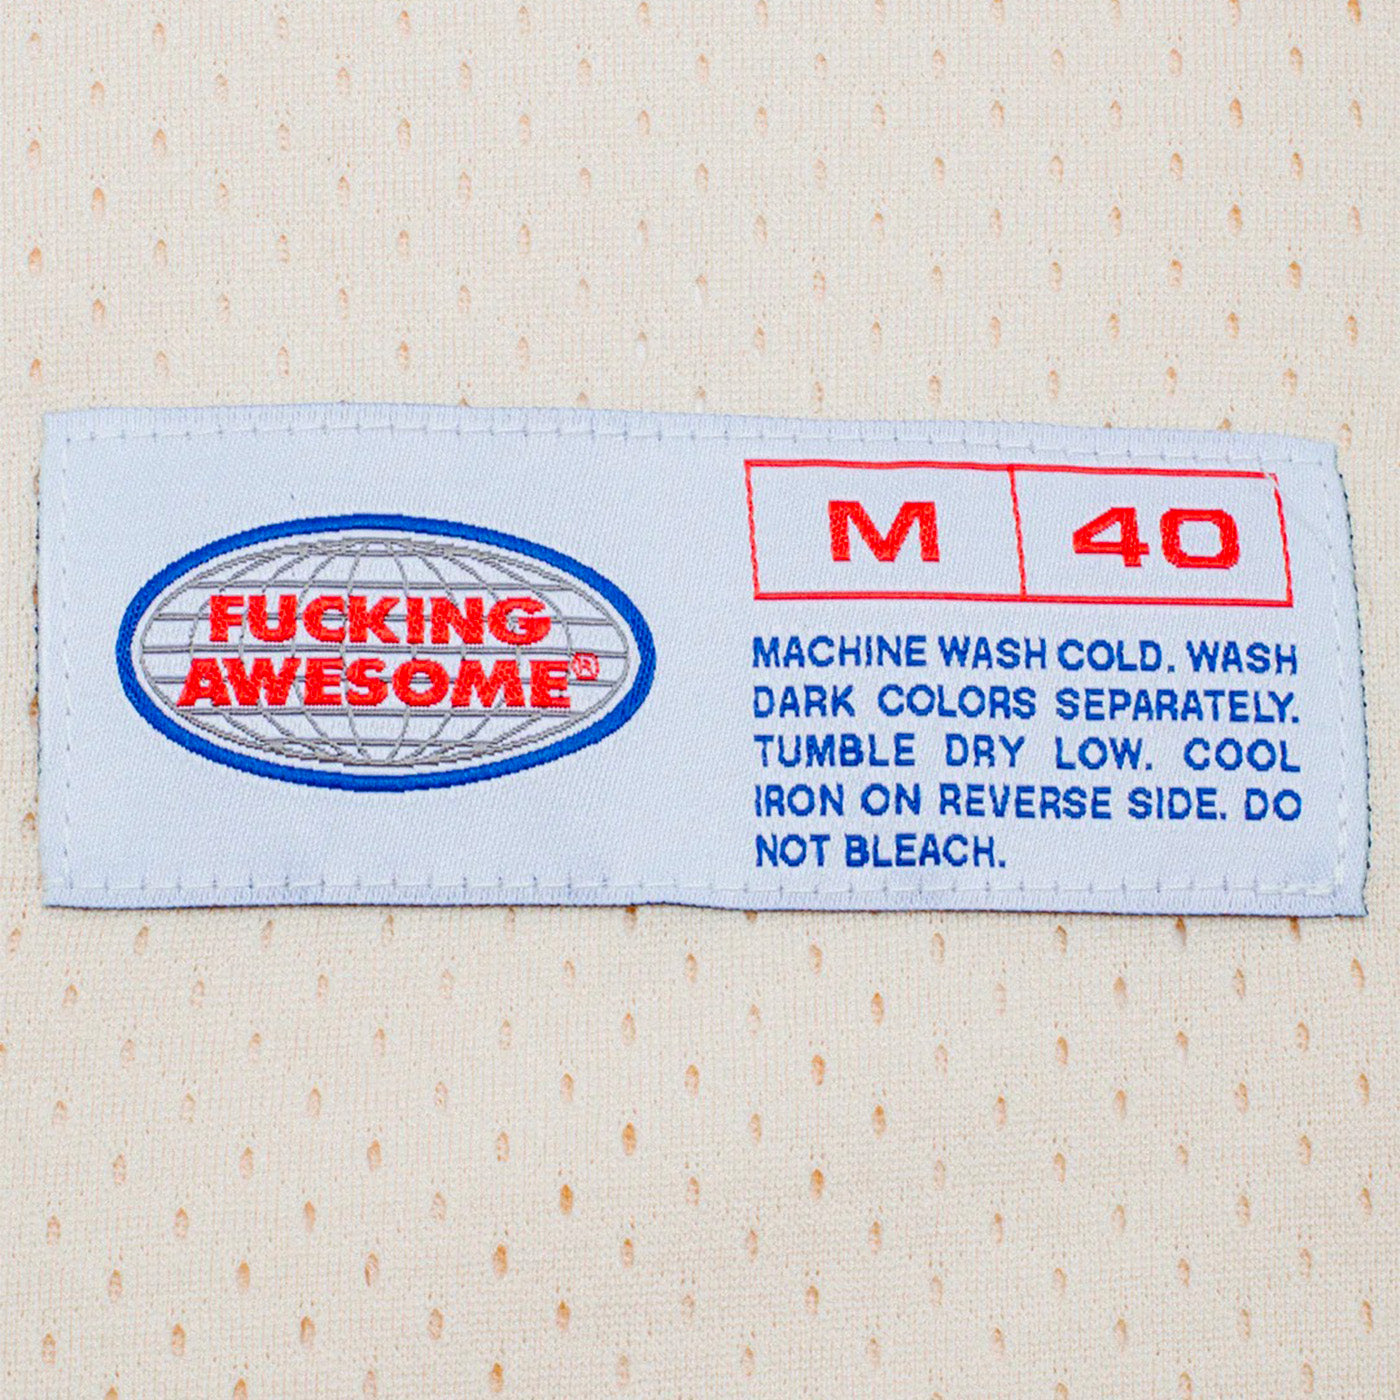 FUCKING
AWESOME®
M 40
MACHINE WASH COLD. WASH
DARK COLORS SEPARATELY.
TUMBLE DRY LOW. COOL
IRON ON REVERSE SIDE. DO
NOT BLEACH.